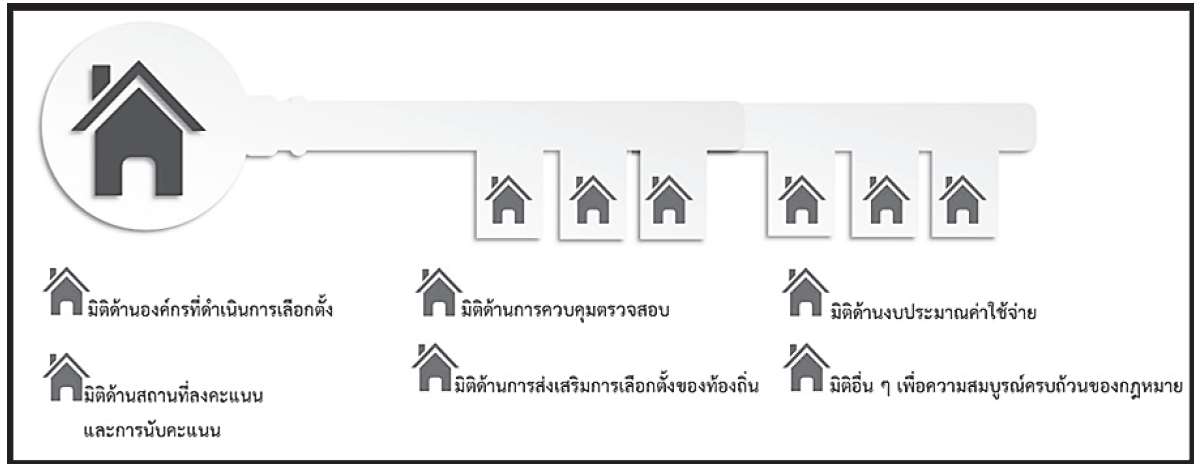 มิติด้านองค์กรที่ดำเนินการเลือกตั้ง
มิติด้านการควบคุมตรวจสอบ
มิติด้านงบประมาณค่าใช้จ่าย
มิติด้านสถานที่ลงคะแนน
และการนับคะแนน
มิติด้านการส่งเสริมการเลือกตั้งของท้องถิ่น
มิติอื่น ๆ เพื่อความสมบูรณ์ครบถ้วนของกฎหมาย